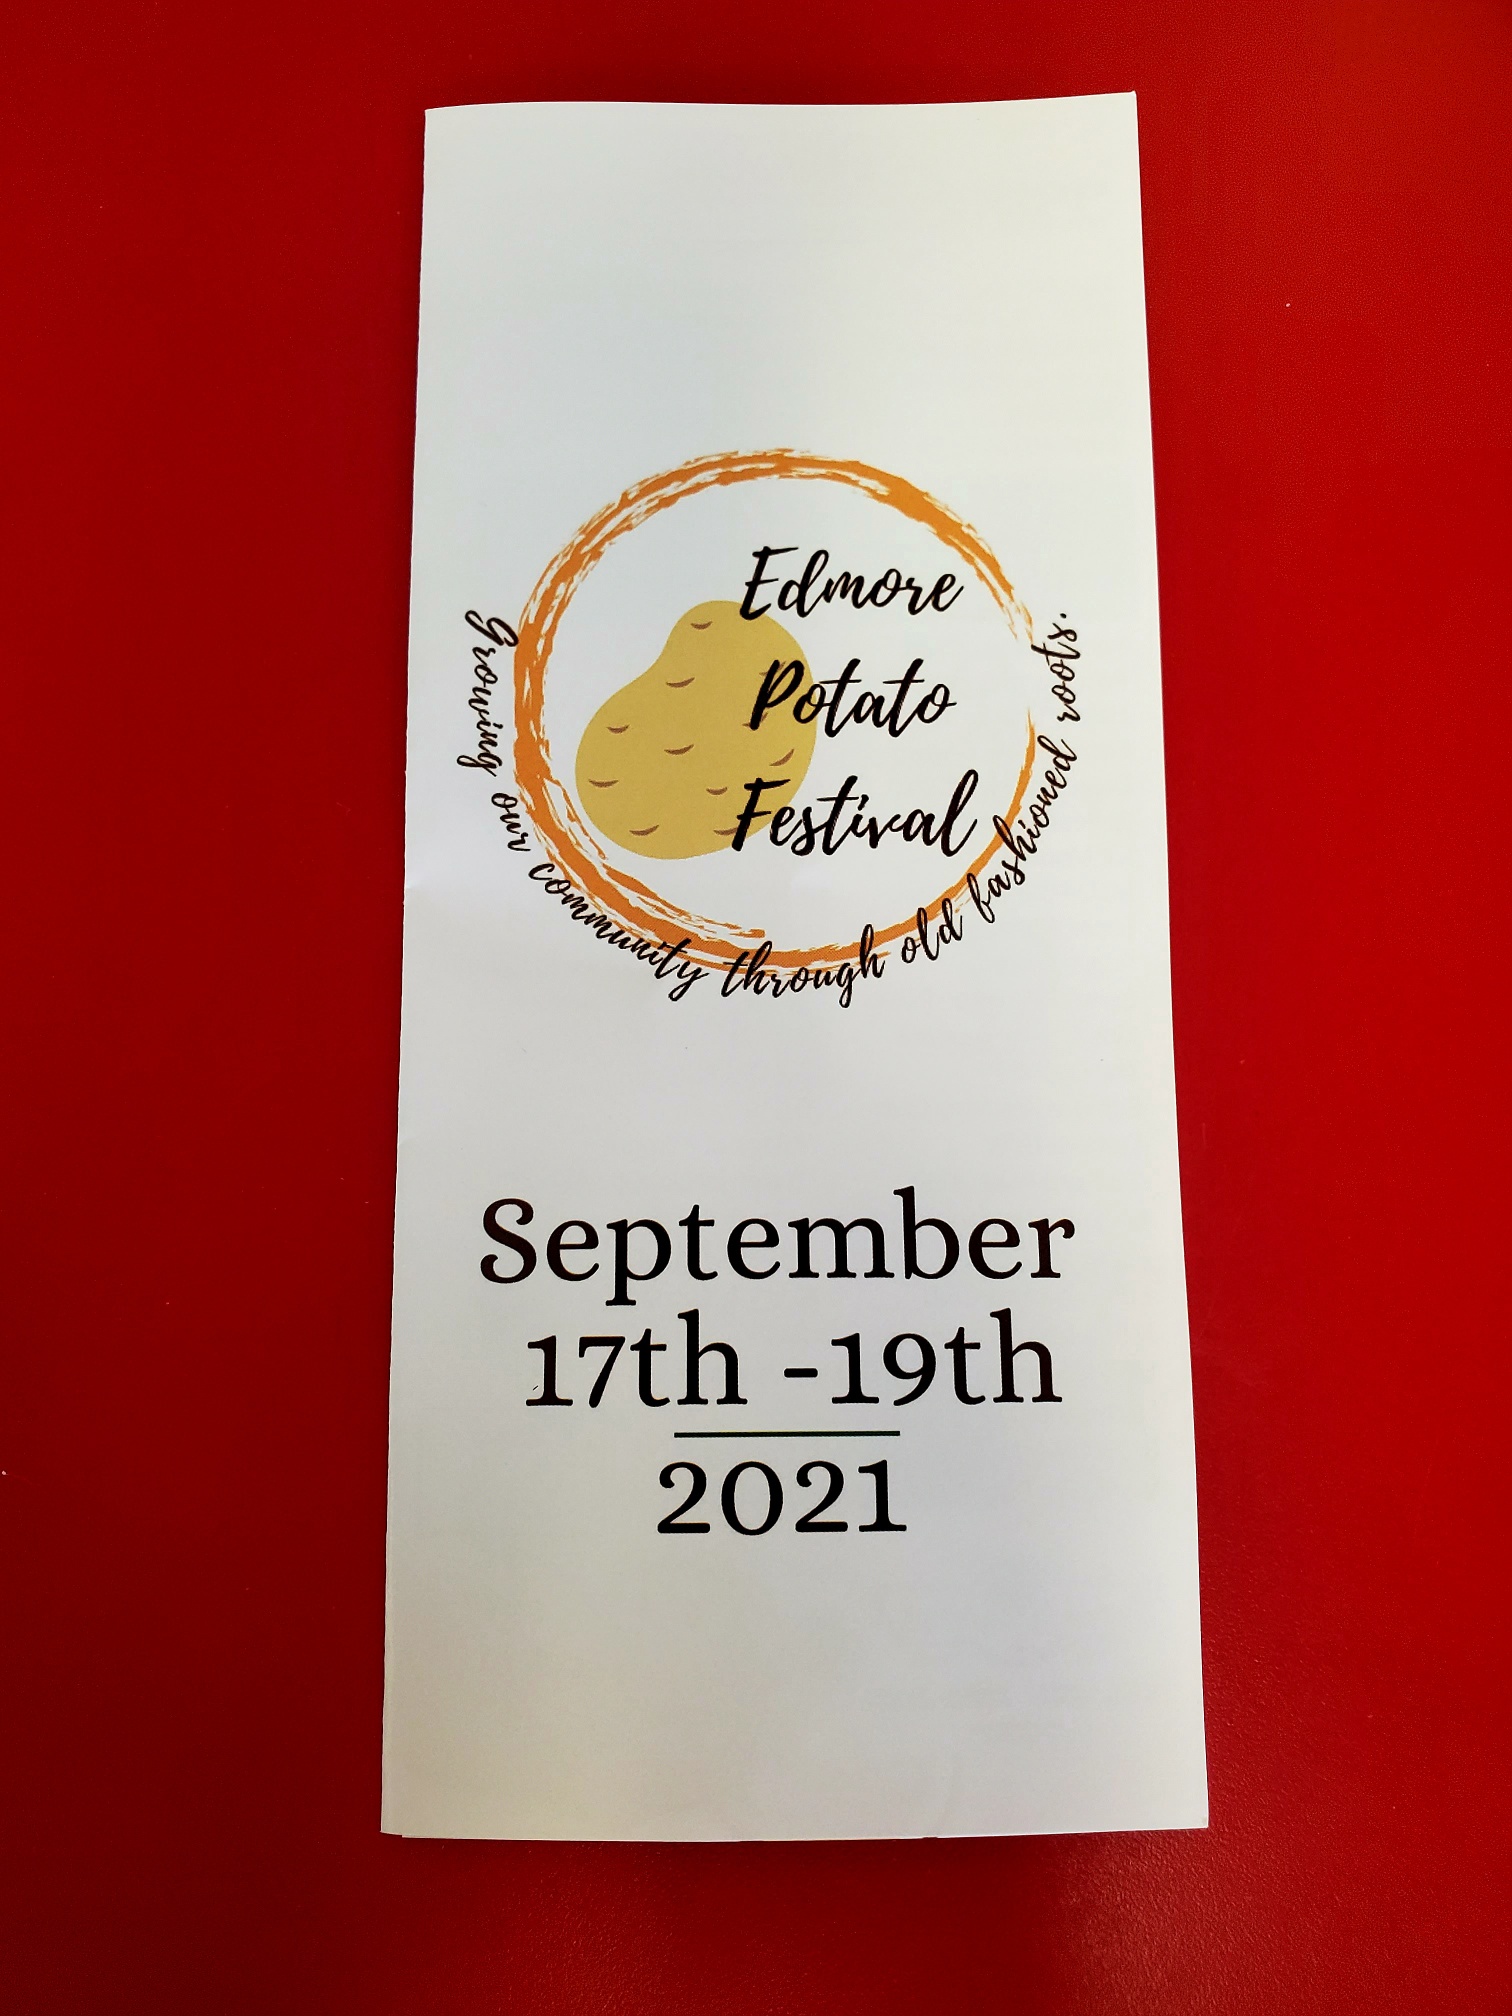 Edmore
Potato
Festival
Growing our community through old fashioned roots.
September
17th -19th
2021